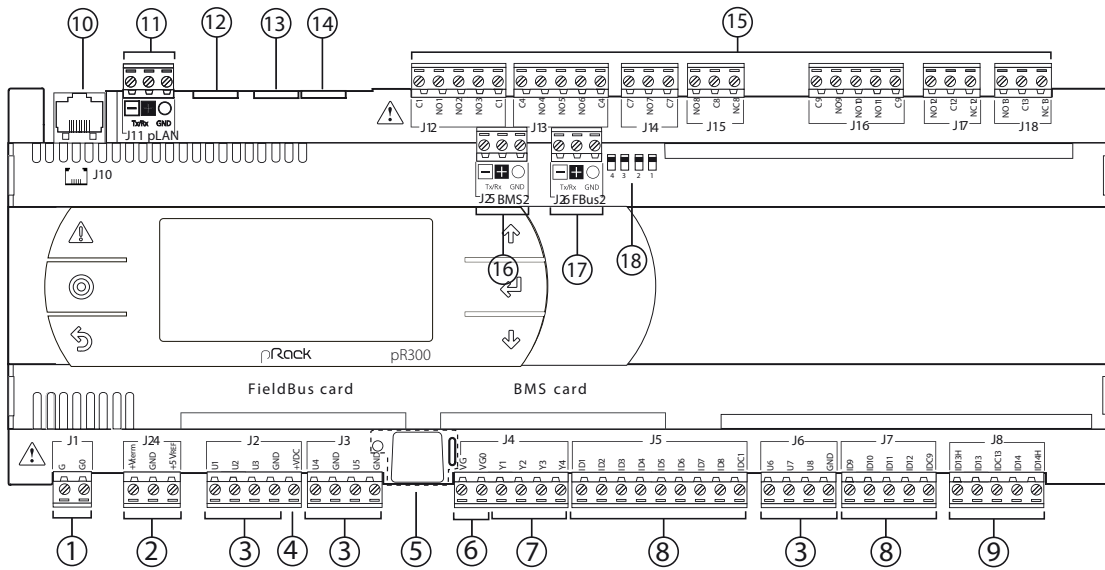 10 11 12 13 14 15
C1 NO1 NO2 NO3 C1 C4 NO4 NO5 NO6 C4 C7 NO7 C7 NO8 C8 NC8 C9 NO9 NO10 NO11 C9 NO12 C12 NC12 NO13 C13 NC13
Tx/Rx GND
J11 pLAN J12 J13 J14 J15 J16 J17 J18
J10
4 3 2 1
Tx/Rx GND Tx/Rx GND
J25 BMS2 J26 FBus2
16 17 18
pRack pR300
FieldBus card BMS card
J1 J24 J2 J3 J4 J5 J6 J7 J8
G G0 +Vterm GND +5VREF U1 U2 U3 GND +VDC U4 GND U5 GND VG VG0 Y1 Y2 Y3 Y4 ID1 ID2 ID3 ID4 ID5 ID6 ID7 ID8 IDC1 U6 U7 U8 GND ID9 ID10 ID11 ID12 IDC9 ID13H ID13 IDC13 ID14 ID14H
1 2 3 4 3 5 6 7 8 3 8 9